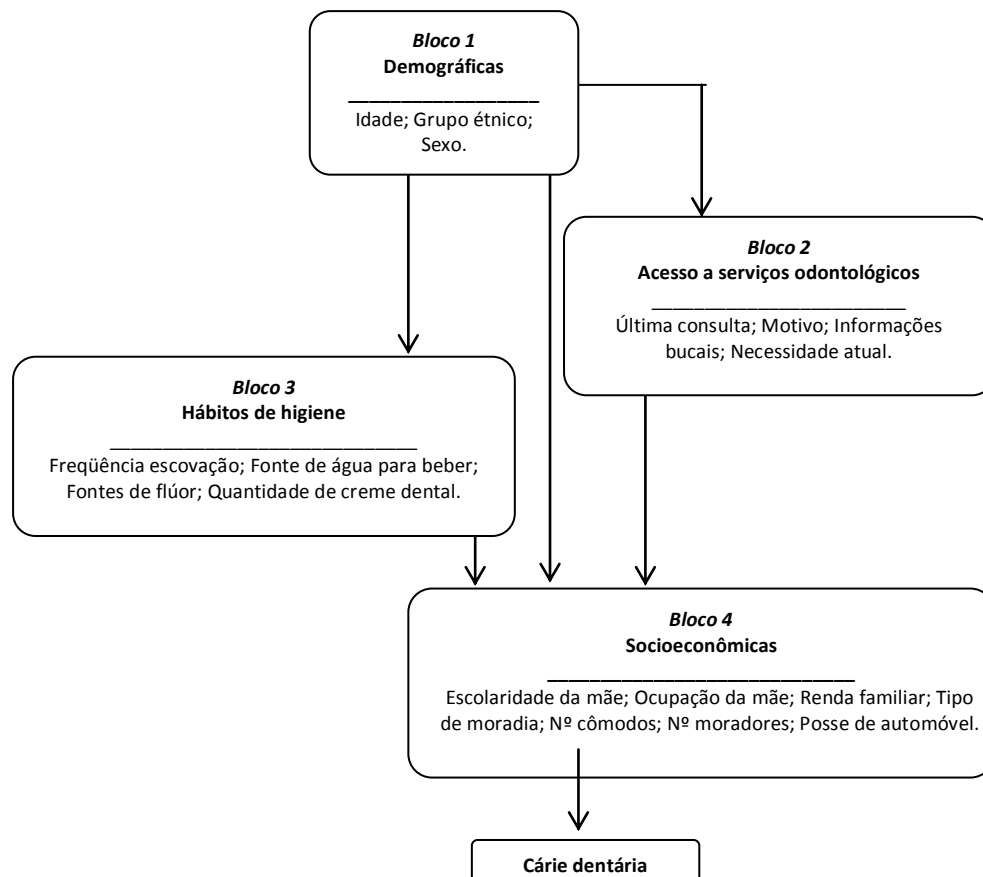 Bloco 1
Demográficas
Idade; Grupo étnico;
Sexo.
Bloco 2
Acesso a serviços odontológicos
Última consulta; Motivo; Informações
bucais; Necessidade atual.
Bloco 3
Hábitos de higiene
Freqüência escovação; Fonte de água para beber;
Fontes de flúor; Quantidade de creme dental.
Bloco 4
Socioeconômicas
Escolaridade da mãe; Ocupação da mãe; Renda familiar; Tipo
de moradia; Nº cômodos; Nº moradores; Posse de automóvel.
Cárie dentária